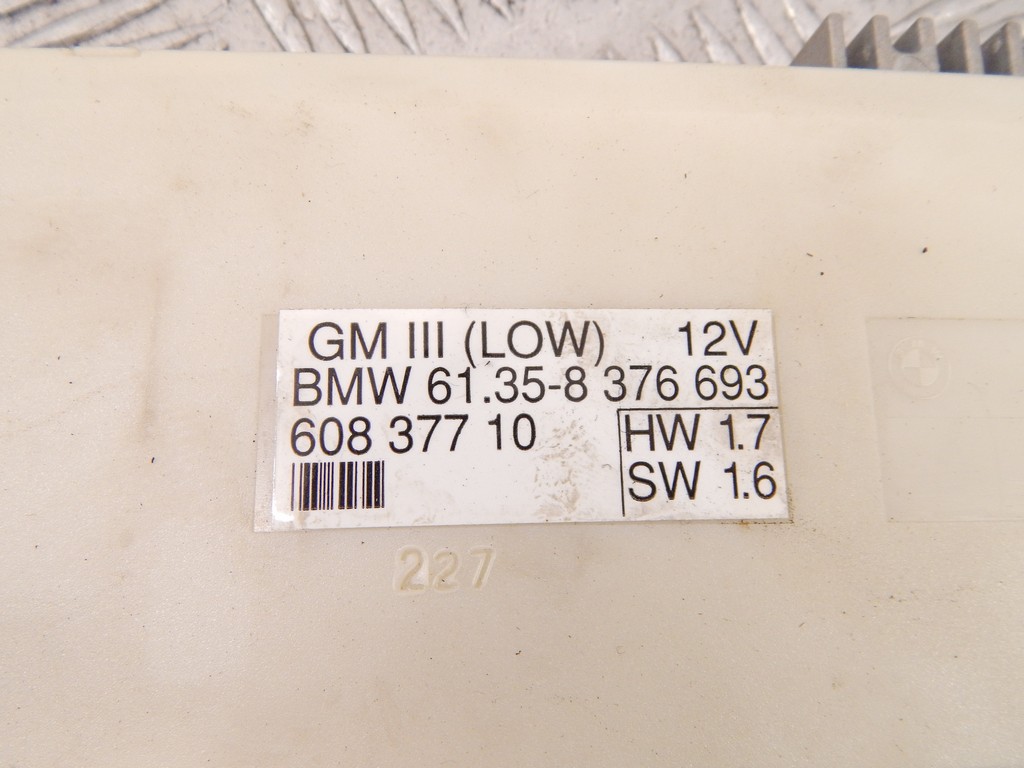 GM III (LOW) 12V
BMW 61.35-8 376 693
608 377 10
HW 1.7
SW 1.6
227